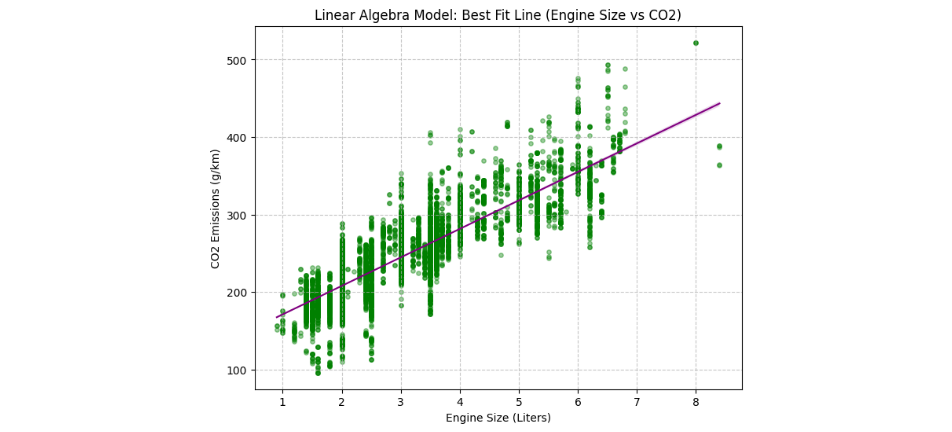 Linear Algebra Model: Best Fit Line (Engine Size vs CO2)
CO2 Emissions (g/km)
500
400
300
200
100
1 2 3 4 5 6 7 8
Engine Size (Liters)